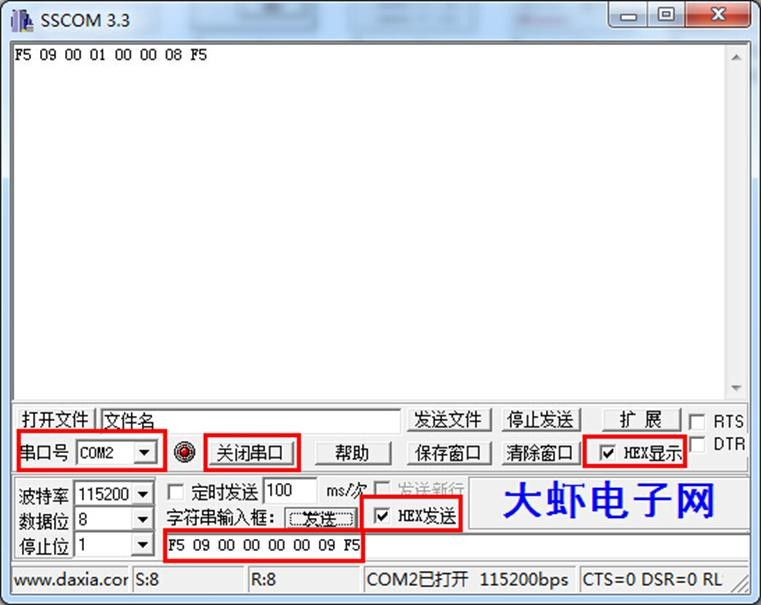 SSCOM 3.3
F5 09 00 01 00 00 08 F5
打开文件 文件名 发送文件 停止发送 扩 展 RTS
串口号 COM2 关闭串口 帮助 保存窗口 清除窗口 HEX显示 DTR
波特率 115200 定时发送 100 ms/次 发送新行 大虾电子网
数据位 8 字符串输入框: 发送 HEX发送
停止位 1 F5 09 00 00 00 00 09 F5
www.daxia.cor S:8 R:8 COM2已打开 115200bps CTS=0 DSR=0 RL